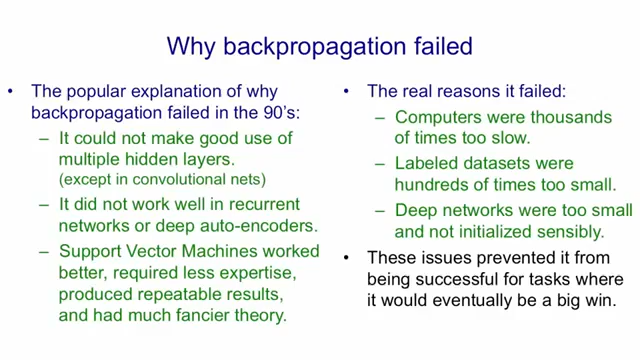 Why backpropagation failed
• The popular explanation of why
backpropagation failed in the 90's:
– It could not make good use of
multiple hidden layers.
(except in convolutional nets)
– It did not work well in recurrent
networks or deep auto-encoders.
– Support Vector Machines worked
better, required less expertise,
produced repeatable results,
and had much fancier theory.
• The real reasons it failed:
– Computers were thousands
of times too slow.
– Labeled datasets were
hundreds of times too small.
– Deep networks were too small
and not initialized sensibly.
• These issues prevented it from
being successful for tasks where
it would eventually be a big win.